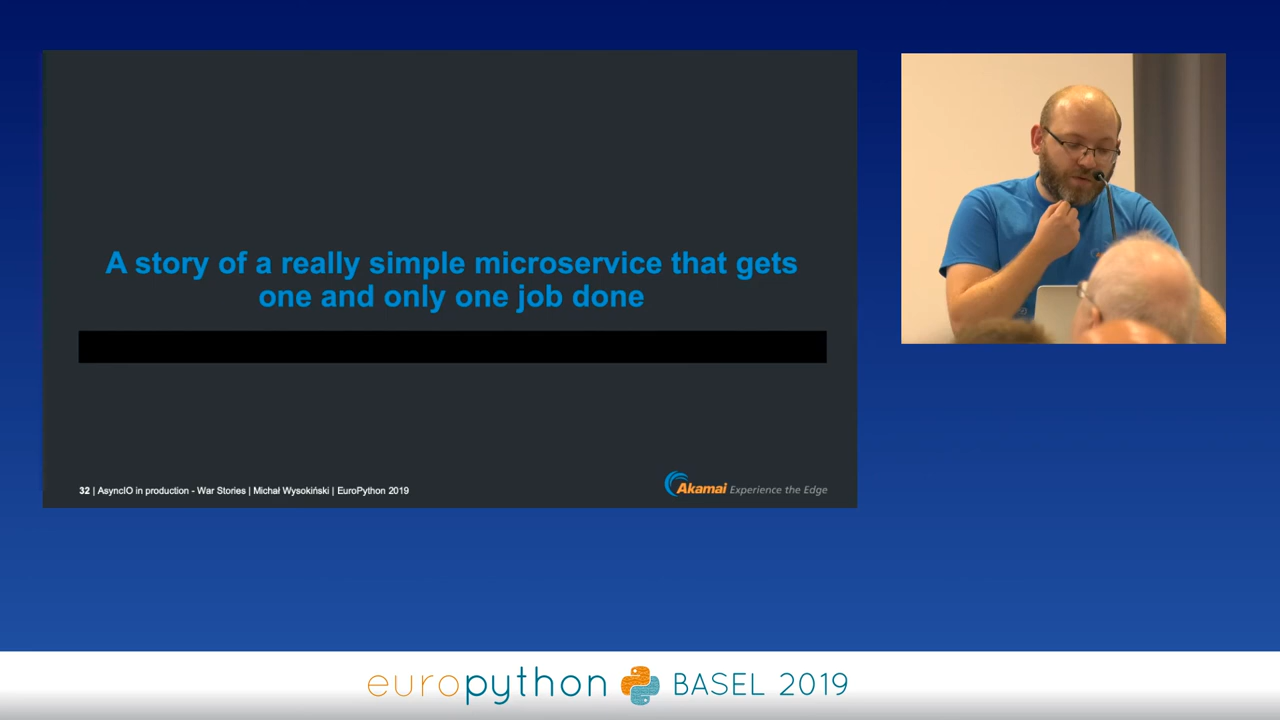 A story of a really simple microservice that gets
one and only one job done
32 | AsyncIO in production - War Stories | Michał Wysokiński | EuroPython 2019
Akamai Experience the Edge
europython BASEL 2019